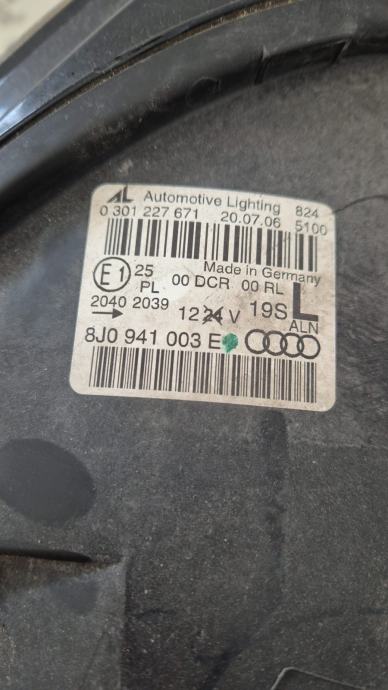 AL Automotive Lighting 824
0 301 227 671 20.07.06 5100
Made in Germany
E1 25 00 DCR 00 RL L
PL
2040 2039 12 24 V 19S
ALN
8J0 941 003 E